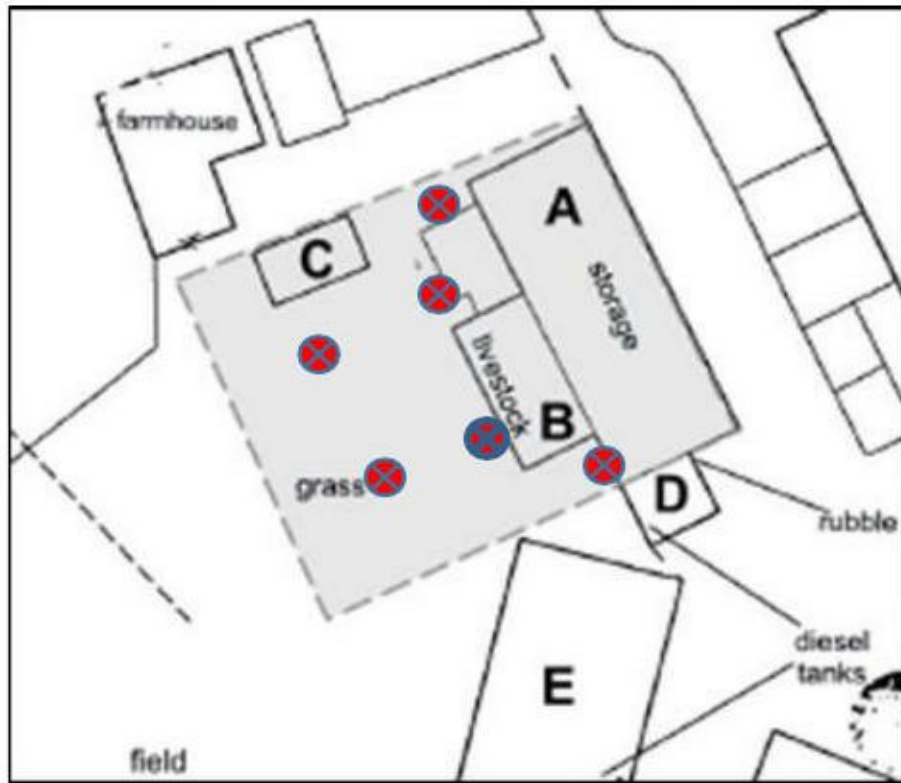 farmhouse
A
C
storage
livestock
B
grass
D
rubble
diesel
tanks
E
field